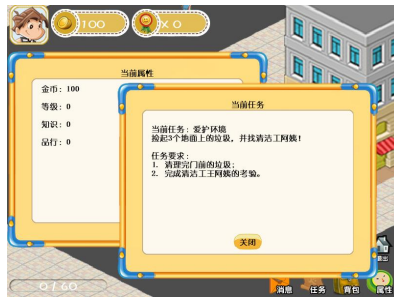 100
X 0
当前属性
金币：100
等级：0
知识：0
品行：0
当前任务
当前任务：爱护环境
捡起3个地面上的垃圾，并找清洁工阿姨！
任务要求：
1. 清理完门前的垃圾；
2. 完成清洁工王阿姨的考验。
关闭
0 / 60
消息
任务
背包
属性